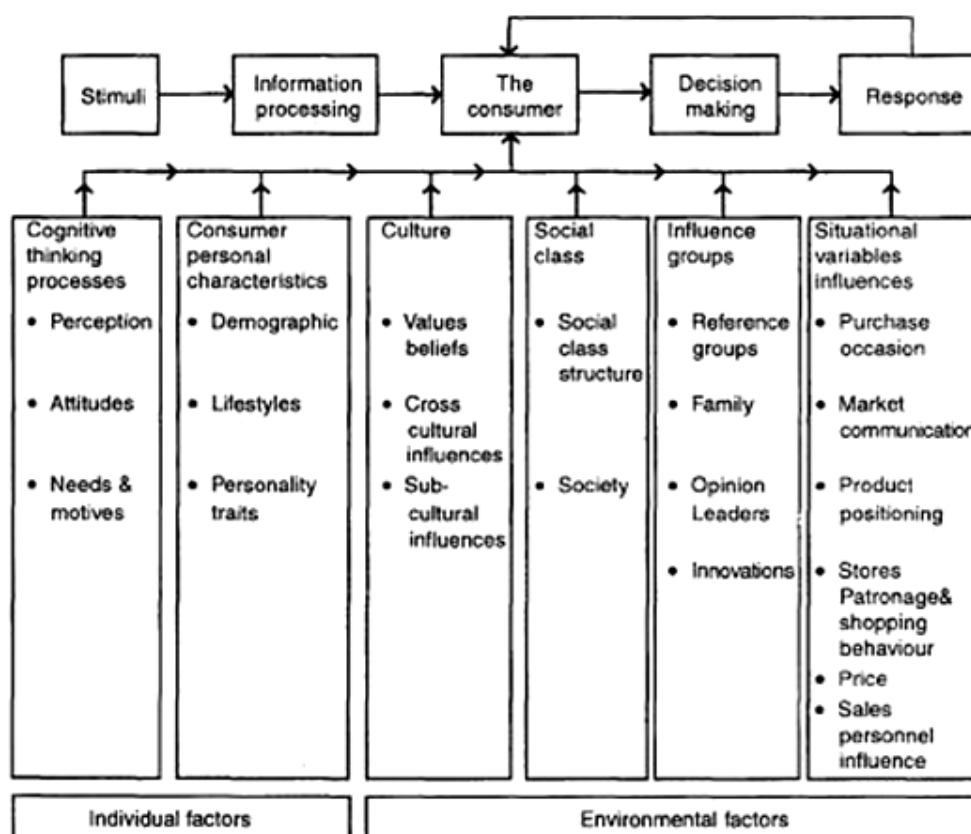 Stimuli
Information
processing
The
consumer
Decision
making
Response
Cognitive
thinking
processes
• Perception
• Attitudes
• Needs &
motives
Consumer
personal
characteristics
• Demographic
• Lifestyles
• Personality
traits
Culture
• Values
beliefs
• Cross
cultural
influences
• Sub-
cultural
influences
Social
class
• Social
class
structure
• Society
Influence
groups
• Reference
groups
• Family
• Opinion
Leaders
• Innovations
Situational
variables
influences
• Purchase
occasion
• Market
communication
• Product
positioning
• Stores
Patronage&
shopping
behaviour
• Price
• Sales
personnel
influence
Individual factors
Environmental factors